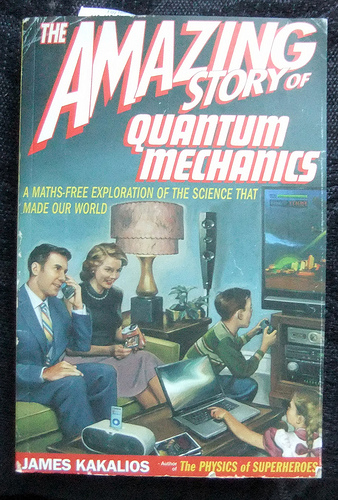 THE
AMAZING
STORY OF
QUANTUM
MECHANICS
A MATHS-FREE EXPLORATION OF THE SCIENCE THAT
MADE OUR WORLD
JAMES KAKALIOS - Author of The PHYSICS of SUPERHEROES